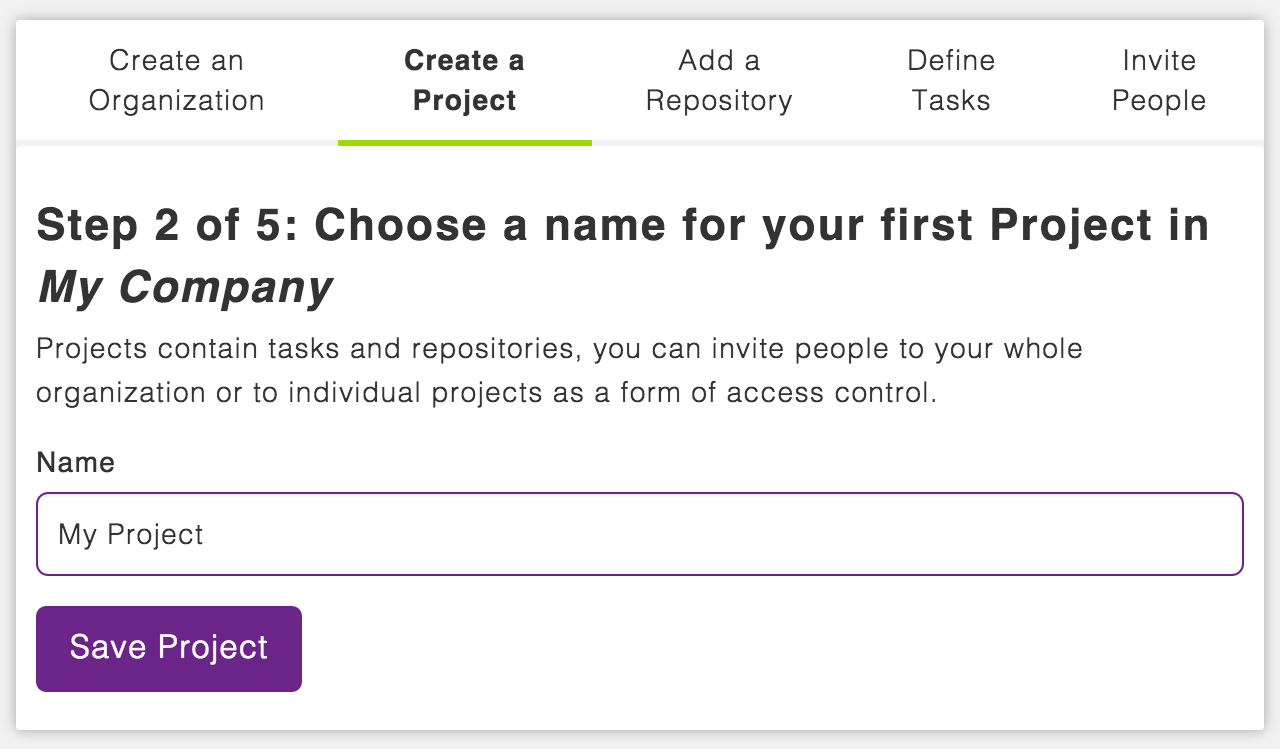 Create an
Organization
Create a
Project
Add a
Repository
Define
Tasks
Invite
People
Step 2 of 5: Choose a name for your first Project in
My Company
Projects contain tasks and repositories, you can invite people to your whole
organization or to individual projects as a form of access control.
Name
My Project
Save Project